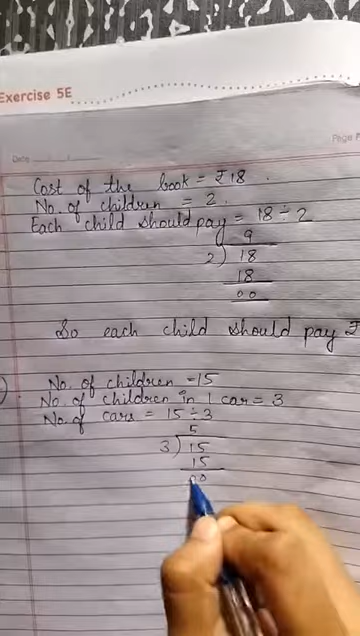 Exercise 5E
Date
Page
Cost of the book = ₹18.
No. of children = 2.
Each child should pay = 18 ÷ 2
9
2) 18
18
00
So each child should pay ₹
No. of children = 15
No. of children in 1 car = 3
No. of cars = 15 ÷ 3
5
3) 15
15
00